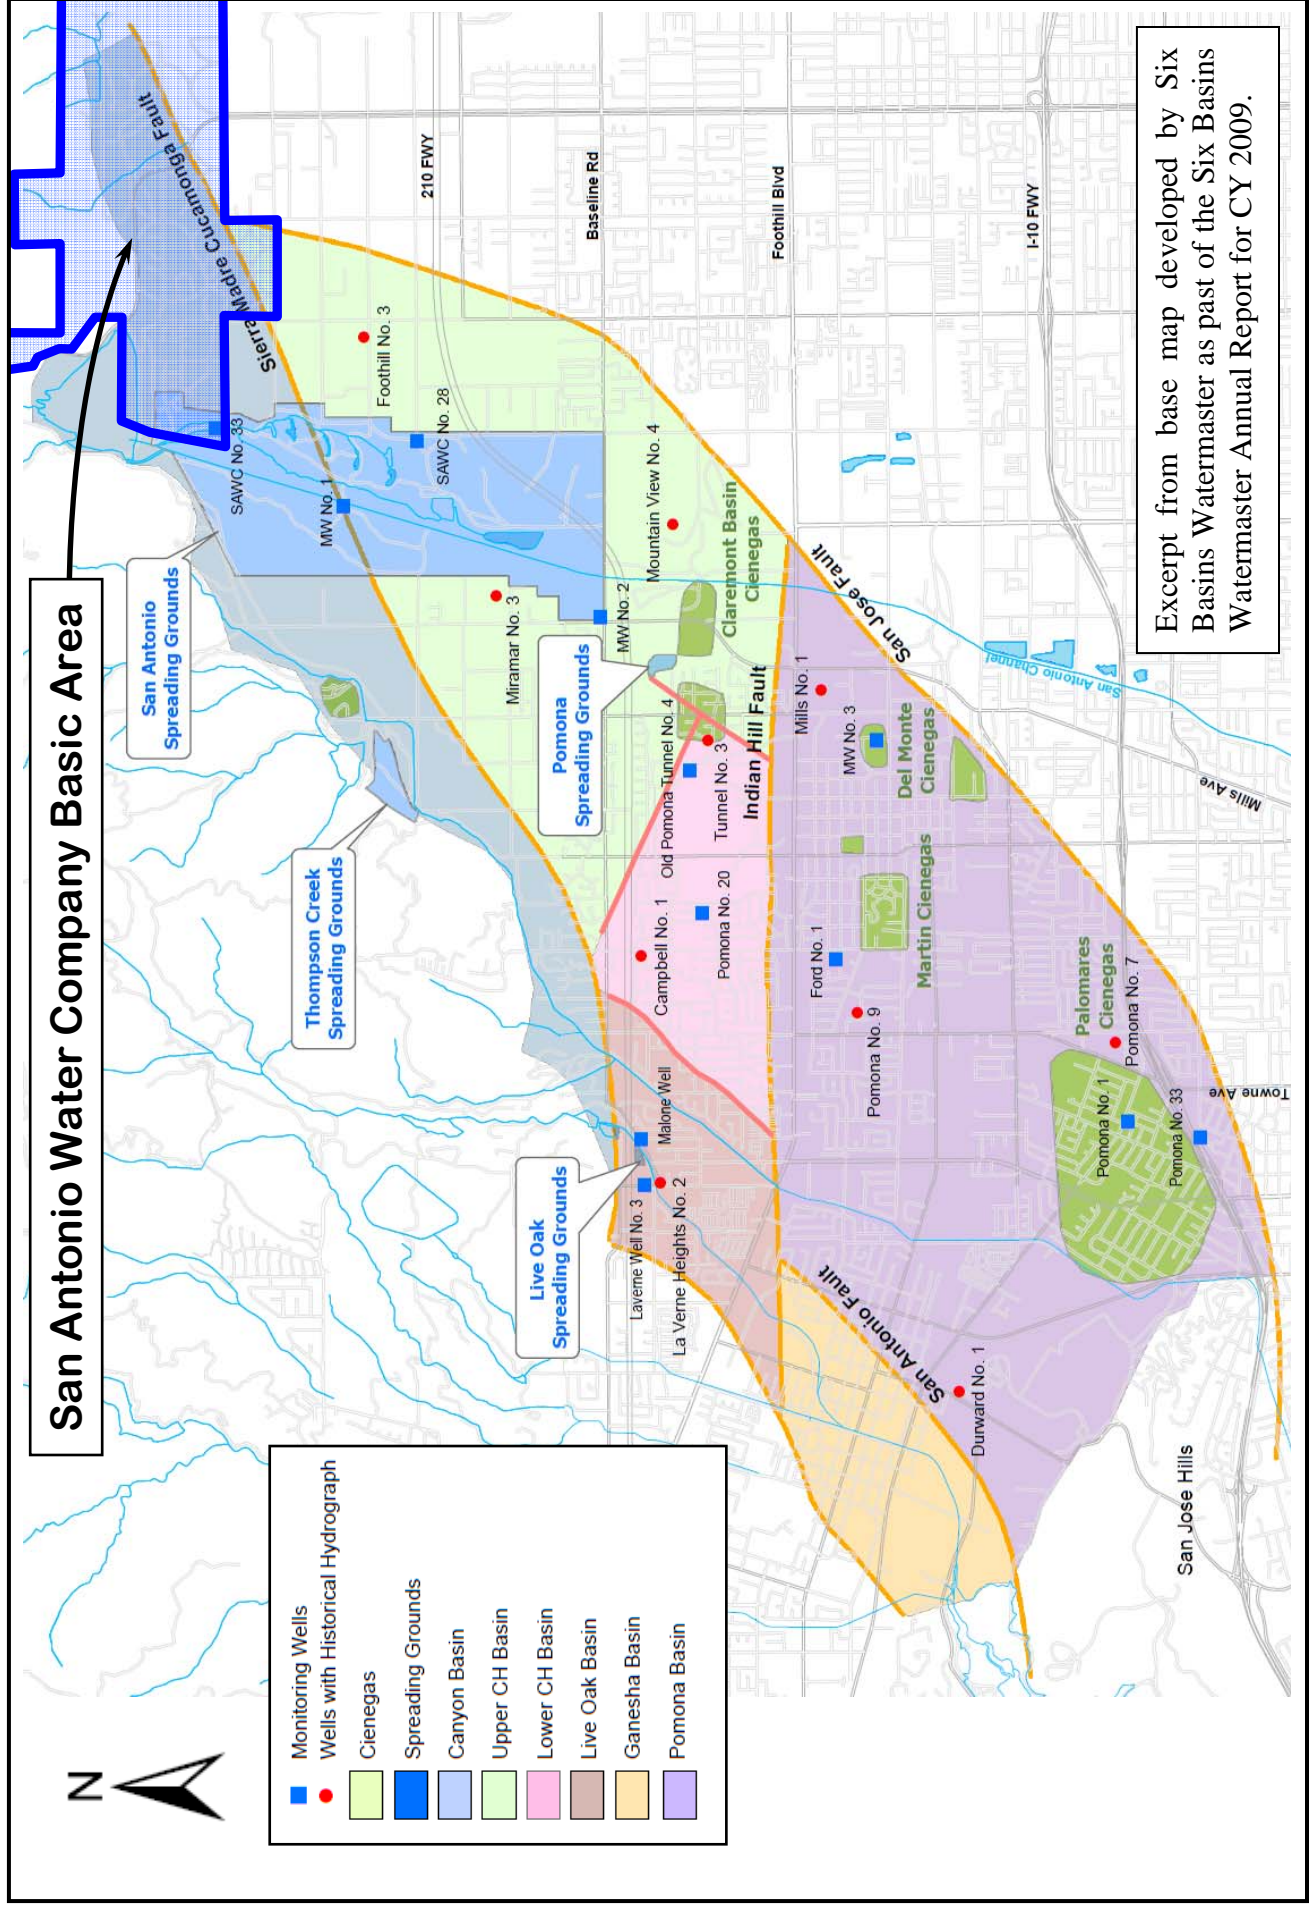 San Antonio Water Company Basic Area
N
Monitoring Wells
Wells with Historical Hydrograph
Cienegas
Spreading Grounds
Canyon Basin
Upper CH Basin
Lower CH Basin
Live Oak Basin
Ganesha Basin
Pomona Basin
San Antonio
Spreading Grounds
Thompson Creek
Spreading Grounds
Live Oak
Spreading Grounds
Pomona
Spreading Grounds
Sierra Madre Cucamonga Fault
SAWC No. 33
MW No. 1
Foothill No. 3
SAWC No. 28
210 FWY
Miramar No. 3
MW No. 2
Baseline Rd
Mountain View No. 4
Claremont Basin
Cienegas
Old Pomona Tunnel No. 4
Tunnel No. 3
Indian Hill Fault
Campbell No. 1
Pomona No. 20
Malone Well
Laverne Well No. 3
La Verne Heights No. 2
Foothill Blvd
San Jose Fault
Mills No. 1
MW No. 3
Del Monte
Cienegas
Ford No. 1
Martin Cienegas
Pomona No. 9
San Antonio Fault
Durward No. 1
San Antonio Channel
I-10 FWY
Mills Ave
Palomares
Cienegas
Pomona No. 7
Pomona No. 1
Pomona No. 33
Towne Ave
San Jose Hills
Excerpt from base map developed by Six
Basins Watermaster as past of the Six Basins
Watermaster Annual Report for CY 2009.